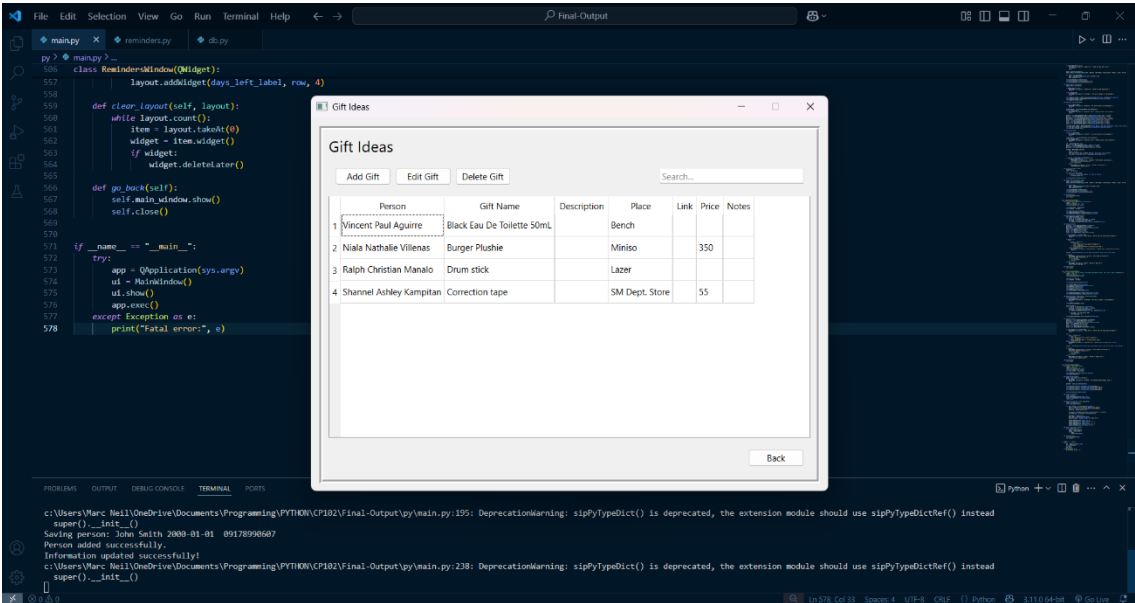 File Edit Selection View Go Run Terminal Help
Final-Output
main.py reminders.py db.py
py > main.py > ...
506 class RemindersWindow(QWidget):
557 layout.addWidget(days_left_label, row, 4)
558
559 def clear_layout(self, layout):
560 while layout.count():
561 item = layout.takeAt(0)
562 widget = item.widget()
563 if widget:
564 widget.deleteLater()
565
566 def go_back(self):
567 self.main_window.show()
568 self.close()
569
570
571 if __name__ == "__main__":
572 try:
573 app = QApplication(sys.argv)
574 ui = MainWindow()
575 ui.show()
576 app.exec()
577 except Exception as e:
578 print("Fatal error:", e)
Gift Ideas
Gift Ideas
Add Gift Edit Gift Delete Gift Search...
Person Gift Name Description Place Link Price Notes
1 Vincent Paul Aguirre Black Eau De Toilette 50mL Bench
2 Niala Nathalie Villenas Burger Plushie Miniso 350
3 Ralph Christian Manalo Drum stick Lazer
4 Shannel Ashley Kampitan Correction tape SM Dept. Store 55
Back
PROBLEMS OUTPUT DEBUG CONSOLE TERMINAL PORTS
Python
c:\Users\Marc Neil\OneDrive\Documents\Programming\PYTHON\CP102\Final-Output\py\main.py:195: DeprecationWarning: sipPyTypeDict() is deprecated, the extension module should use sipPyTypeDictRef() instead
super().__init__()
Saving person: John Smith 2000-01-01 09178990607
Person added successfully.
Information updated successfully!
c:\Users\Marc Neil\OneDrive\Documents\Programming\PYTHON\CP102\Final-Output\py\main.py:238: DeprecationWarning: sipPyTypeDict() is deprecated, the extension module should use sipPyTypeDictRef() instead
super().__init__()
0 0 Ln 578, Col 33 Spaces: 4 UTF-8 CRLF Python 3.11.0 64-bit Go Live